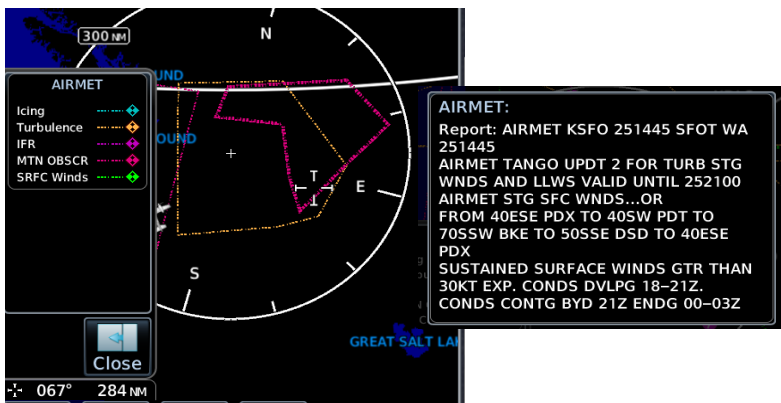 300 NM
N
UND
AIRMET
Icing
Turbulence
IFR
MTN OBSCR
SRFC Winds
OUND
T
I
E
S
GREAT SALT LA
Close
067° 284 NM
AIRMET:
Report: AIRMET KSFO 251445 SFOT WA
251445
AIRMET TANGO UPDT 2 FOR TURB STG
WNDS AND LLWS VALID UNTIL 252100
AIRMET STG SFC WNDS...OR
FROM 40ESE PDX TO 40SW PDT TO
70SSW BKE TO 50SSE DSD TO 40ESE
PDX
SUSTAINED SURFACE WINDS GTR THAN
30KT EXP. CONDS DVLPG 18-21Z.
CONDS CONTG BYD 21Z ENDG 00-03Z